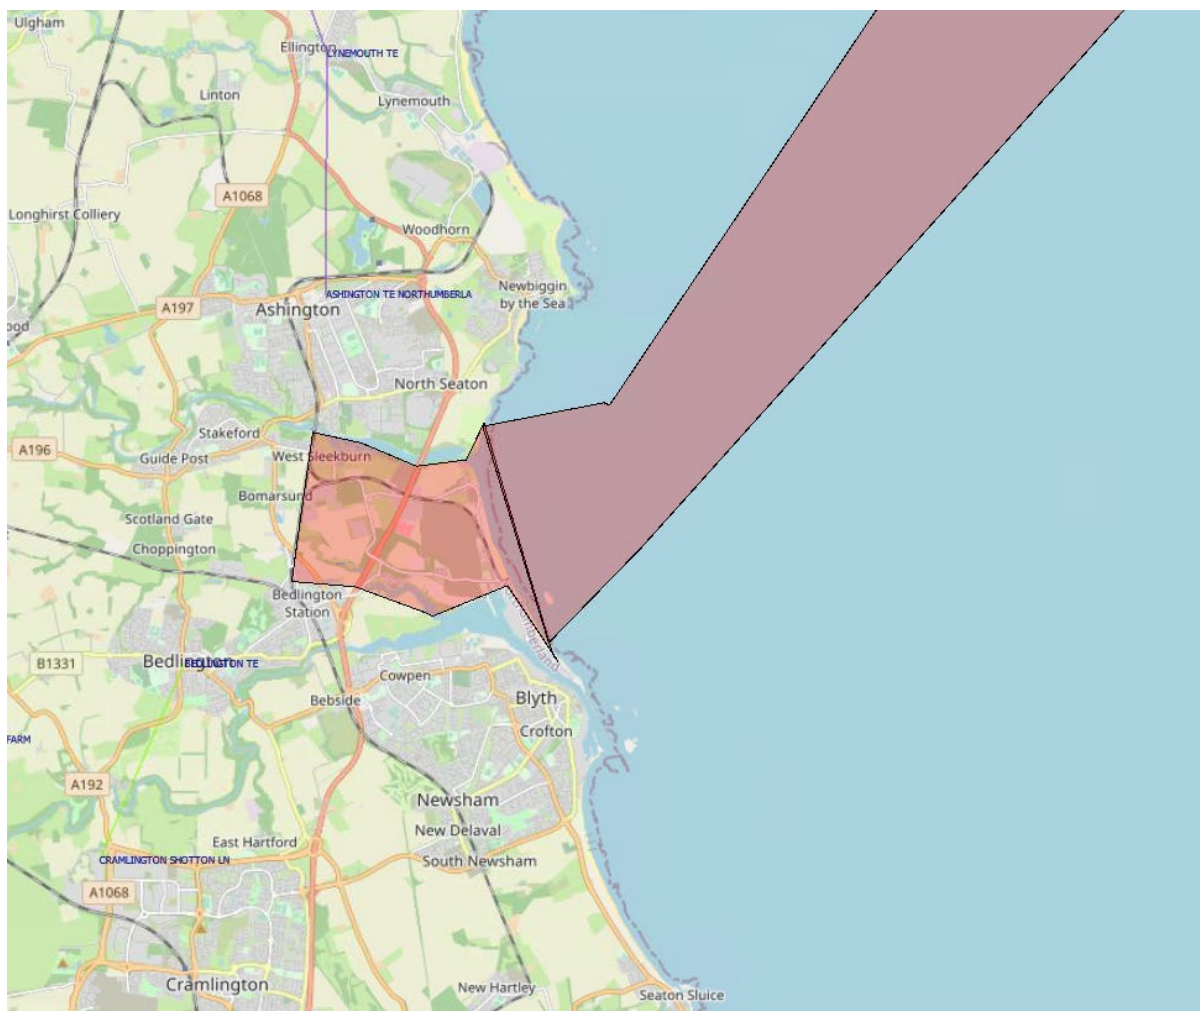 Ulgham
Ellington
LYNEMOUTH TE
Linton
Lynemouth
A1068
Longhirst Colliery
Woodhorn
Newbiggin
by the Sea
ASHINGTON TE NORTHUMBERLA
A197
Ashington
ood
North Seaton
Stakeford
A196
Guide Post
West Sleekburn
Bomarsund
Scotland Gate
Choppington
Bedlington
Station
B1331
Bedlington
BEDLINGTON TE
Cowpen
Bebside
Blyth
Crofton
FARM
A192
Newsham
New Delaval
East Hartford
South Newsham
CRAMLINGTON SHOTTON LN
A1068
Cramlington
New Hartley
Seaton Sluice